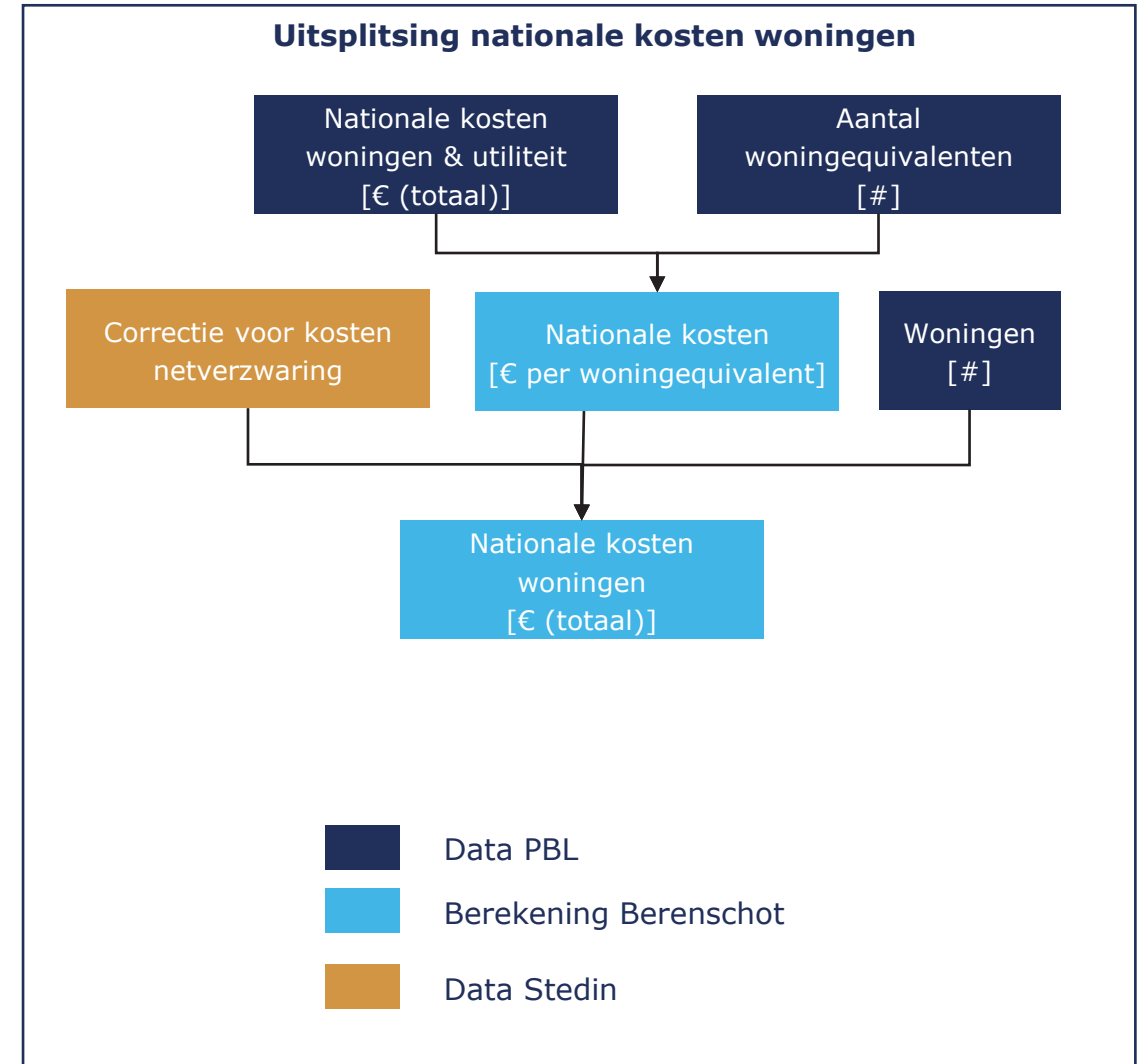 Uitsplitsing nationale kosten woningen
Nationale kosten
woningen & utiliteit
[€ (totaal)]
Aantal
woningequivalenten
[#]
Correctie voor kosten
netverzwaring
Nationale kosten
[€ per woningequivalent]
Woningen
[#]
Nationale kosten
woningen
[€ (totaal)]
Data PBL
Berekening Berenschot
Data Stedin